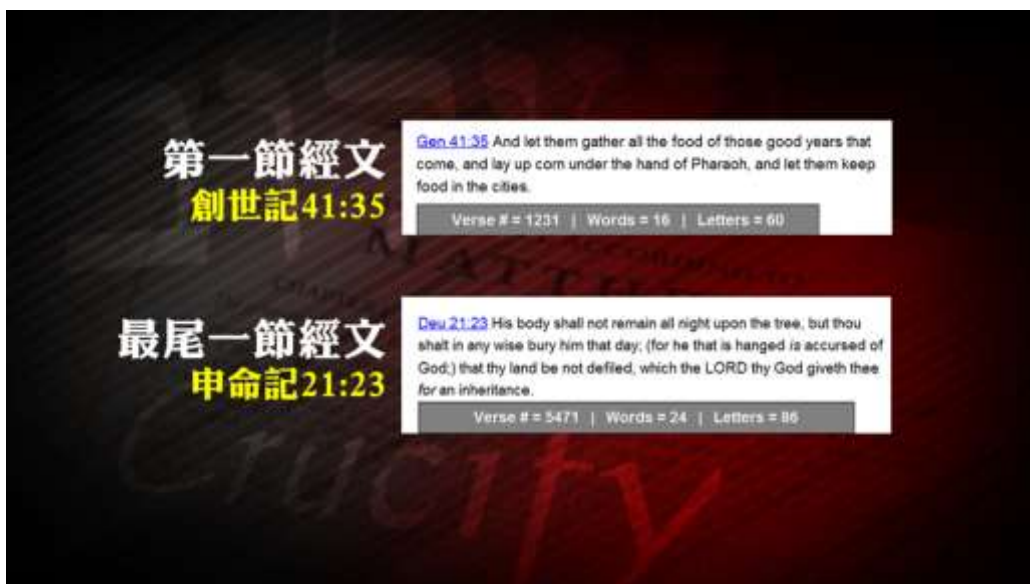 第一節經文
創世記41:35
Gen 41:35 And let them gather all the food of those good years that
come, and lay up corn under the hand of Pharaoh, and let them keep
food in the cities.
Verse # = 1231 | Words = 16 | Letters = 60
MATTH
最尾一節經文
申命記21:23
Deu 21:23 His body shall not remain all night upon the tree, but thou
shalt in any wise bury him that day; (for he that is hanged is accursed of
God;) that thy land be not defiled, which the LORD thy God giveth thee
for an inheritance.
Verse # = 5471 | Words = 24 | Letters = 86
Crucify